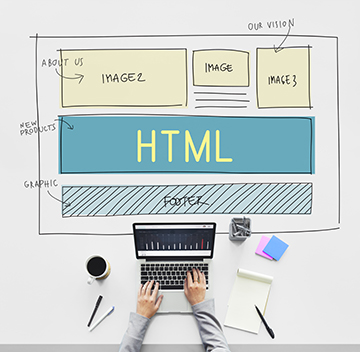 OUR VISION
ABOUT US
IMAGE2
IMAGE
IMAGE3
NEW
PRODUCTS
HTML
GRAPHIC
FOOTER